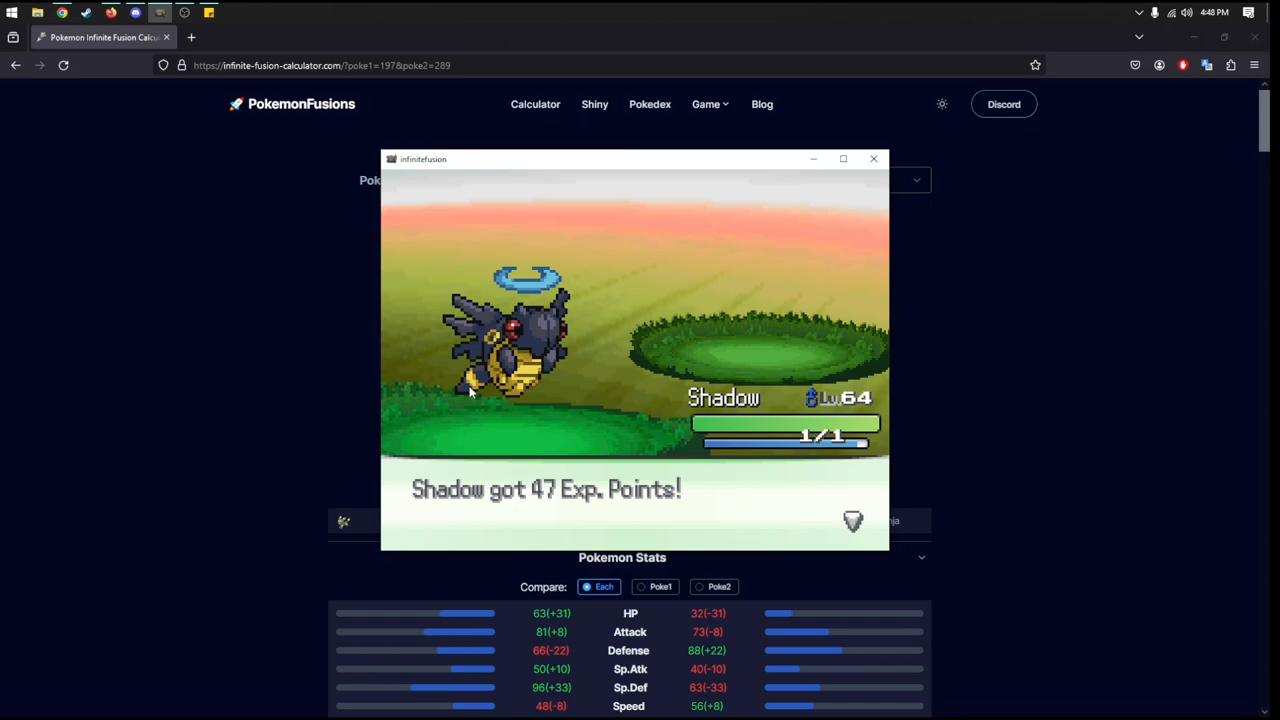 4:48 PM
Pokemon Infinite Fusion Calcul
https://infinite-fusion-calculator.com/?poke1=197&poke2=289
PokemonFusions
Calculator Shiny Pokedex Game Blog
Discord
infinitefusion
Pok
Shadow Lv.64
1/1
Shadow got 47 Exp. Points!
nja
Pokemon Stats
Compare: Each Poke1 Poke2
63(+31) HP 32(-31)
81(+8) Attack 73(-8)
66(-22) Defense 88(+22)
50(+10) Sp.Atk 40(-10)
96(+33) Sp.Def 63(-33)
48(-8) Speed 56(+8)